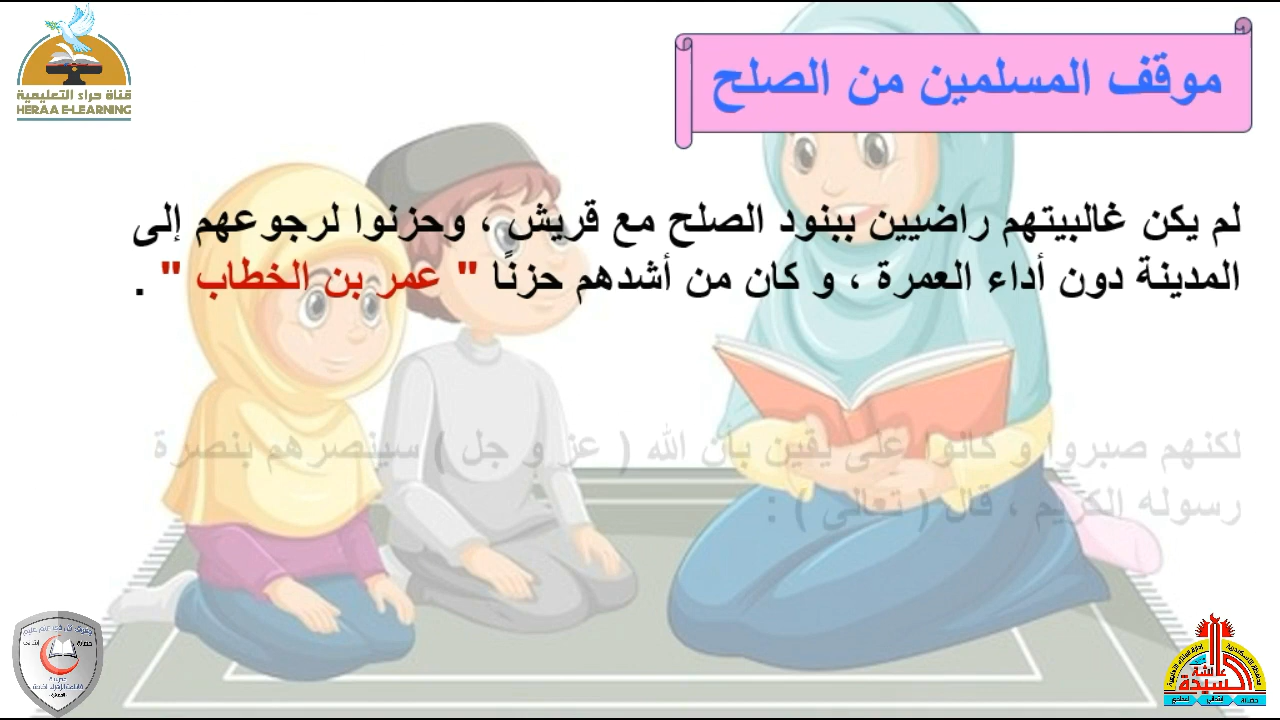 قناة حراء التعليمية
HERAA E-LEARNING
موقف المسلمين من الصلح
لم يكن غالبيتهم راضيين ببنود الصلح مع قريش ، وحزنوا لرجوعهم إلى
المدينة دون أداء العمرة ، و كان من أشدهم حزنًا " عمر بن الخطاب " .
لكنهم صبروا و كانوا على يقين بأن الله ( عز و جل ) سينصرهم بنصرة
رسوله الكريم ، قال ( تعالى ) :
السيدة
عائشة